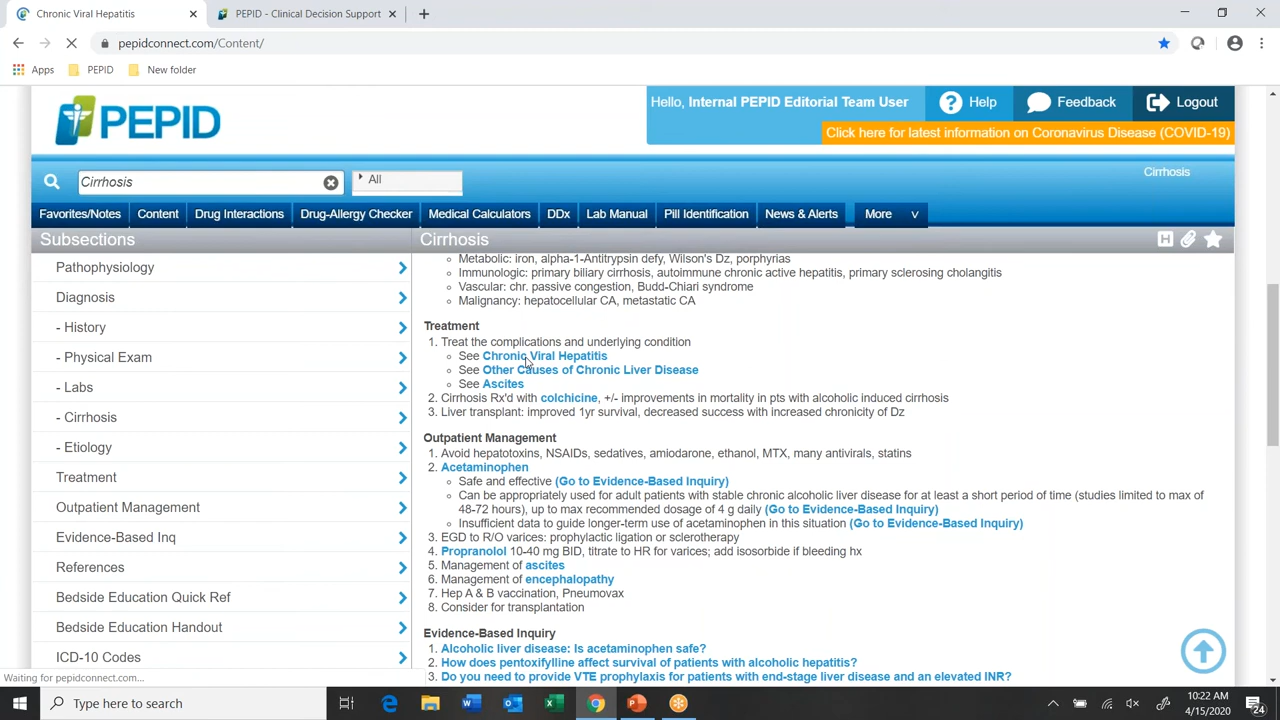 Chronic Viral Hepatitis
PEPID - Clinical Decision Support
pepidconnect.com/Content/
Apps PEPID New folder
PEPID
Hello, Internal PEPID Editorial Team User
Help
Feedback
Logout
Click here for latest information on Coronavirus Disease (COVID-19)
Cirrhosis
All
Cirrhosis
Favorites/Notes Content Drug Interactions Drug-Allergy Checker Medical Calculators DDx Lab Manual Pill Identification News & Alerts More v
Subsections
Pathophysiology
Diagnosis
- History
- Physical Exam
- Labs
- Cirrhosis
- Etiology
Treatment
Outpatient Management
Evidence-Based Inq
References
Bedside Education Quick Ref
Bedside Education Handout
ICD-10 Codes
Cirrhosis
H
Metabolic: iron, alpha-1-Antitrypsin defy, Wilson's Dz, porphyrias
Immunologic: primary biliary cirrhosis, autoimmune chronic active hepatitis, primary sclerosing cholangitis
Vascular: chr. passive congestion, Budd-Chiari syndrome
Malignancy: hepatocellular CA, metastatic CA
Treatment
1. Treat the complications and underlying condition
See Chronic Viral Hepatitis
See Other Causes of Chronic Liver Disease
See Ascites
2. Cirrhosis Rx'd with colchicine, +/- improvements in mortality in pts with alcoholic induced cirrhosis
3. Liver transplant: improved 1yr survival, decreased success with increased chronicity of Dz
Outpatient Management
1. Avoid hepatotoxins, NSAIDs, sedatives, amiodarone, ethanol, MTX, many antivirals, statins
2. Acetaminophen
Safe and effective (Go to Evidence-Based Inquiry)
Can be appropriately used for adult patients with stable chronic alcoholic liver disease for at least a short period of time (studies limited to max of
48-72 hours), up to max recommended dosage of 4 g daily (Go to Evidence-Based Inquiry)
Insufficient data to guide longer-term use of acetaminophen in this situation (Go to Evidence-Based Inquiry)
3. EGD to R/O varices: prophylactic ligation or sclerotherapy
4. Propranolol 10-40 mg BID, titrate to HR for varices; add isosorbide if bleeding hx
5. Management of ascites
6. Management of encephalopathy
7. Hep A & B vaccination, Pneumovax
8. Consider for transplantation
Evidence-Based Inquiry
1. Alcoholic liver disease: Is acetaminophen safe?
2. How does pentoxifylline affect survival of patients with alcoholic hepatitis?
3. Do you need to provide VTE prophylaxis for patients with end-stage liver disease and an elevated INR?
Waiting for pepidconnect.com...
Type here to search
10:22 AM
4/15/2020
24